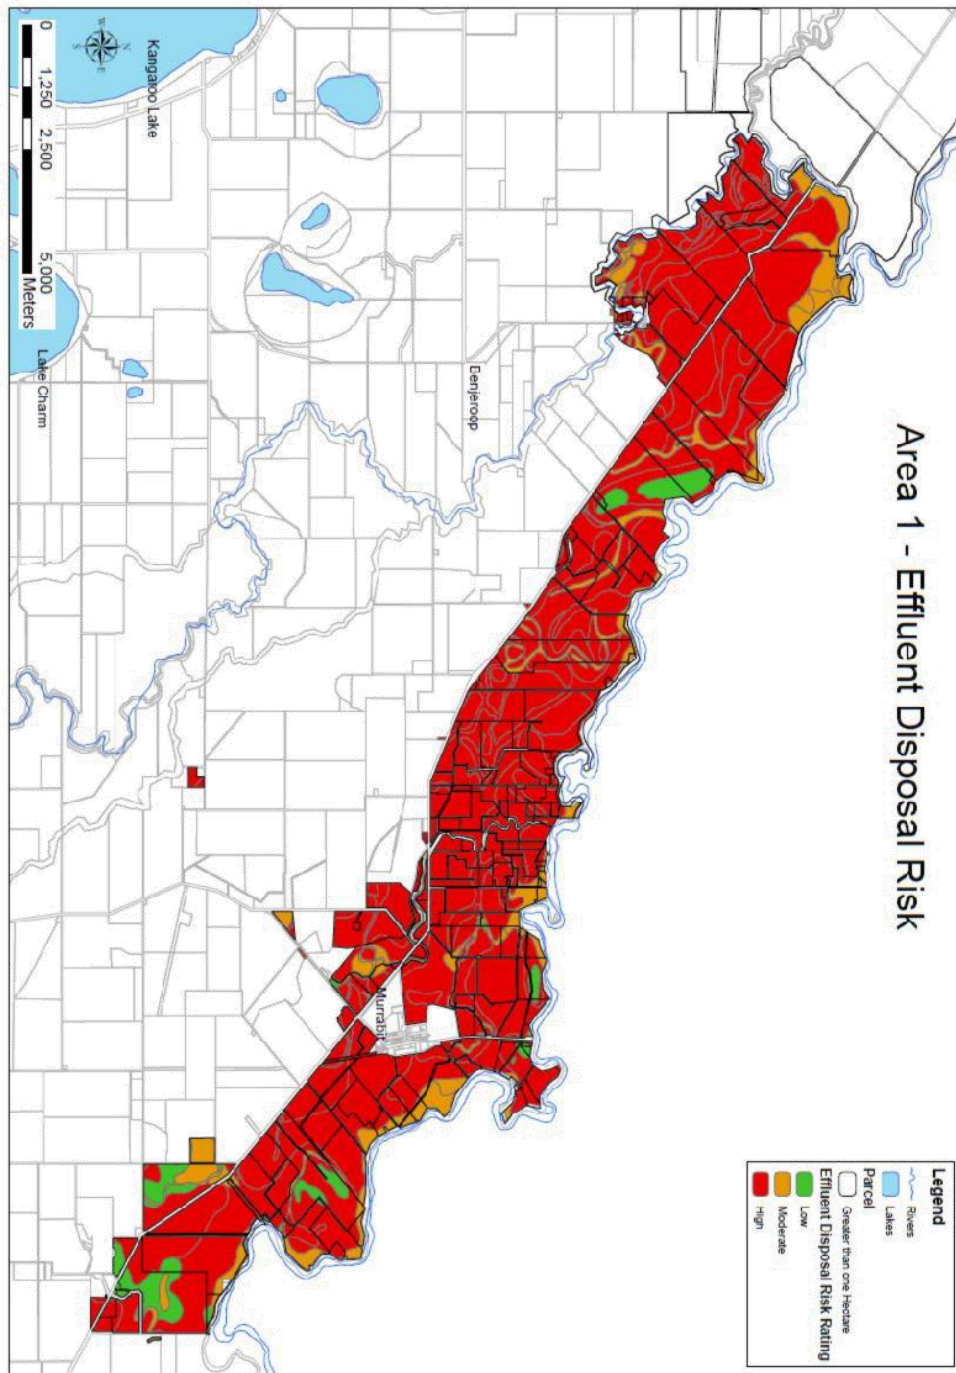 Area 1 - Effluent Disposal Risk
Legend
Rivers
Lakes
Parcel
Greater than one Hectare
Effluent Disposal Risk Rating
Low
Moderate
High
Benjeroop
Murrabit
Kangaroo Lake
Lake Charm
N
E
S
W
0 1,250 2,500 5,000
Meters